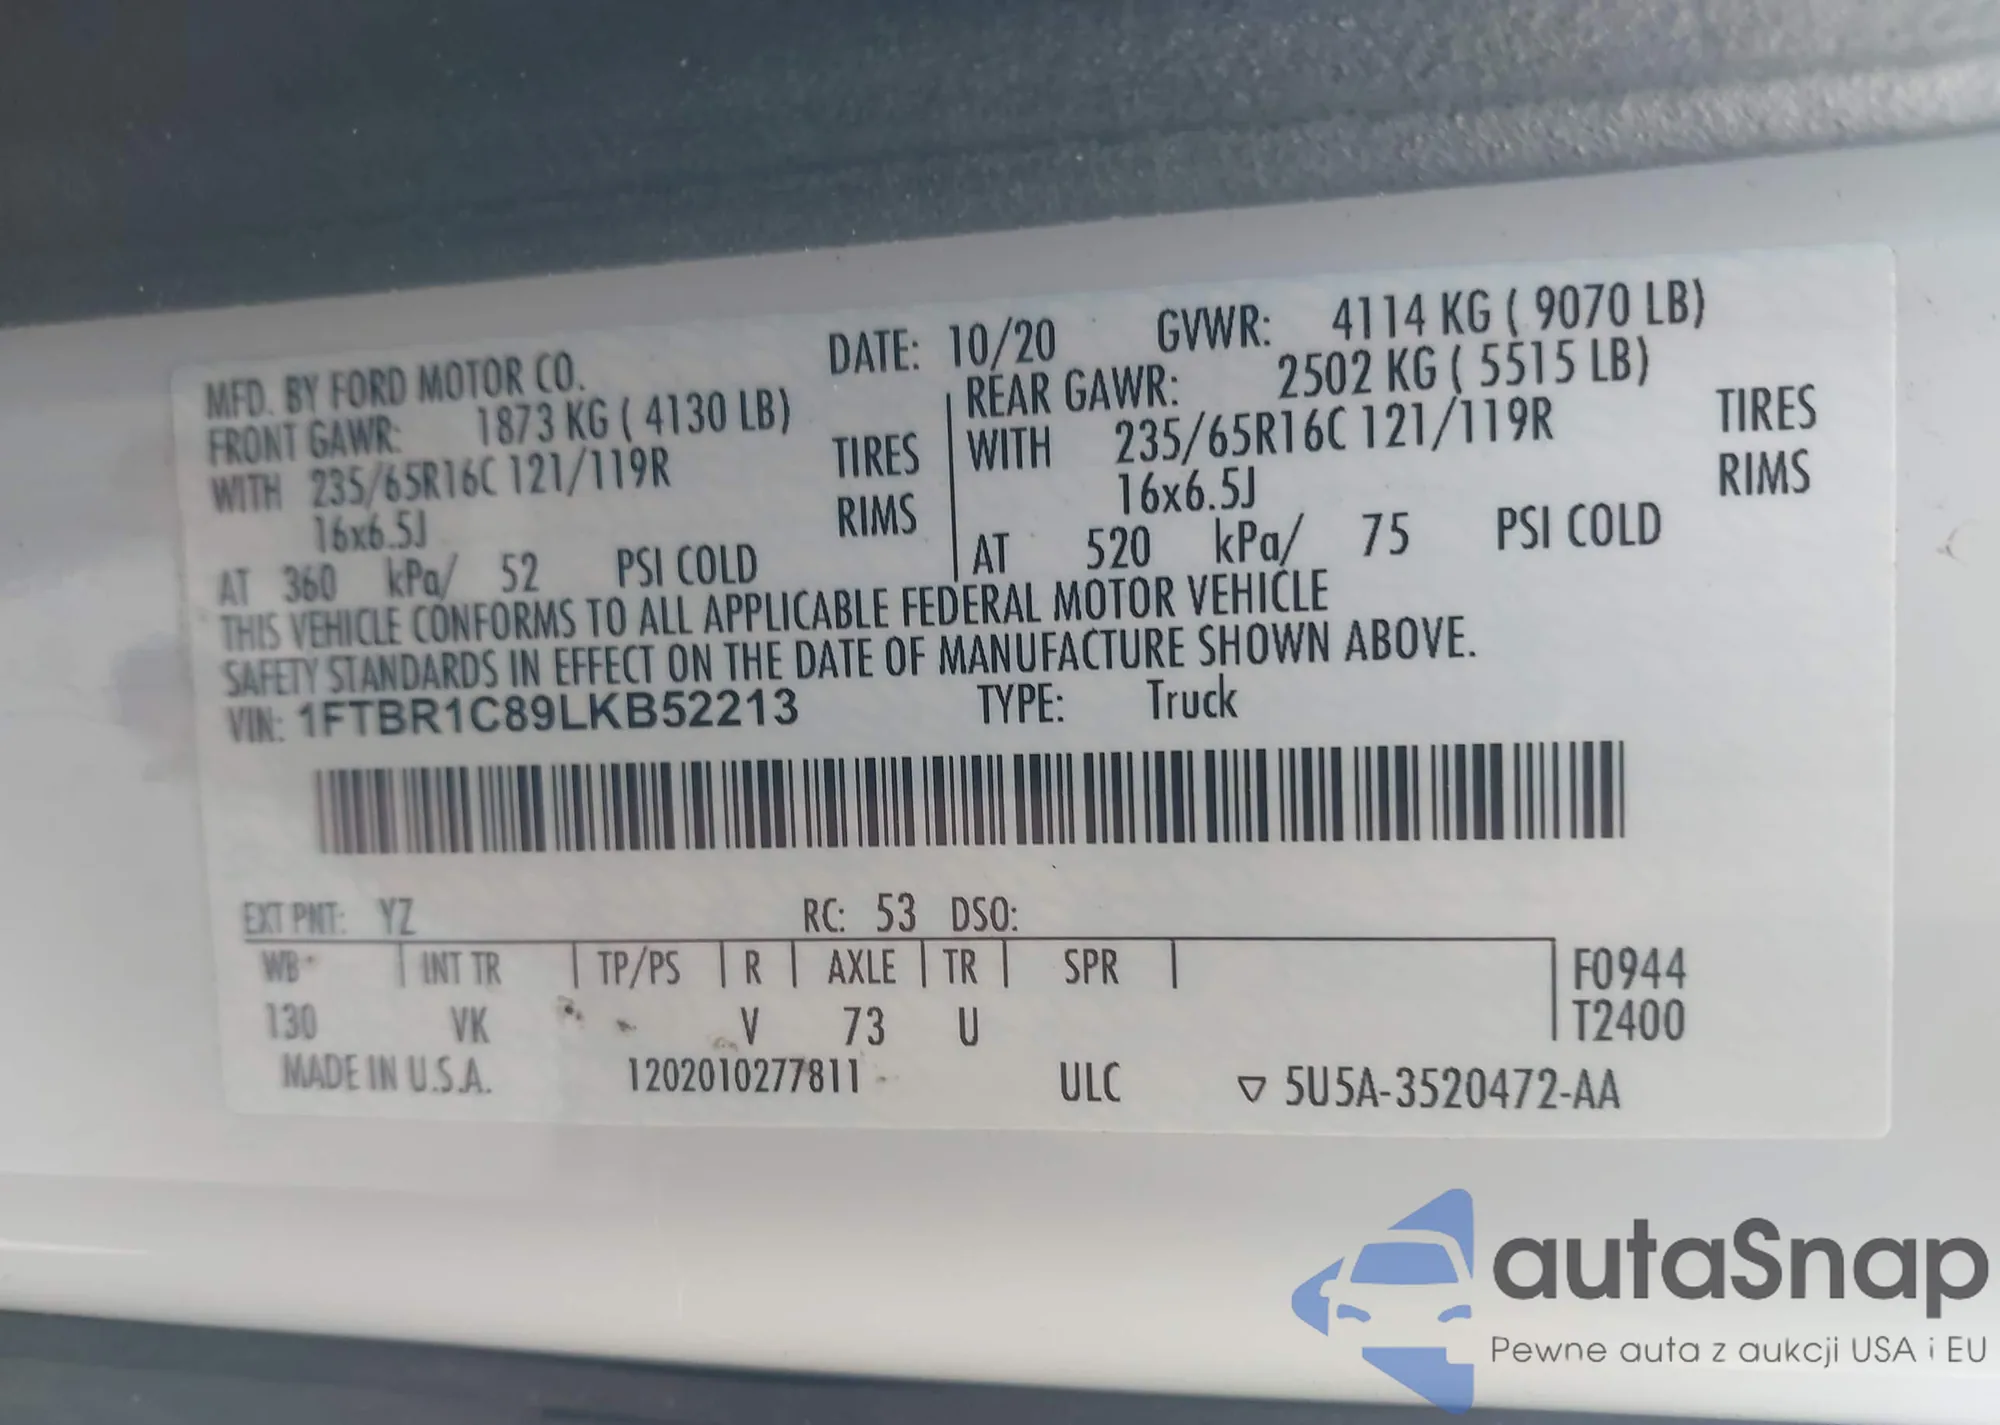 MFD. BY FORD MOTOR CO. DATE: 10/20 GVWR: 4114 KG ( 9070 LB)
FRONT GAWR: 1873 KG ( 4130 LB) REAR GAWR: 2502 KG ( 5515 LB)
WITH 235/65R16C 121/119R TIRES WITH 235/65R16C 121/119R TIRES
16x6.5J RIMS 16x6.5J RIMS
AT 360 kPa/ 52 PSI COLD AT 520 kPa/ 75 PSI COLD
THIS VEHICLE CONFORMS TO ALL APPLICABLE FEDERAL MOTOR VEHICLE
SAFETY STANDARDS IN EFFECT ON THE DATE OF MANUFACTURE SHOWN ABOVE.
VIN: 1FTBR1C89LKB52213 TYPE: Truck
EXT PNT: YZ RC: 53 DSO:
WB INT TR TP/PS R AXLE TR SPR F0944
130 VK V 73 U T2400
MADE IN U.S.A. 1202010277811 ULC ▽ 5U5A-3520472-AA
autaSnap
Pewne auta z aukcji USA i EU